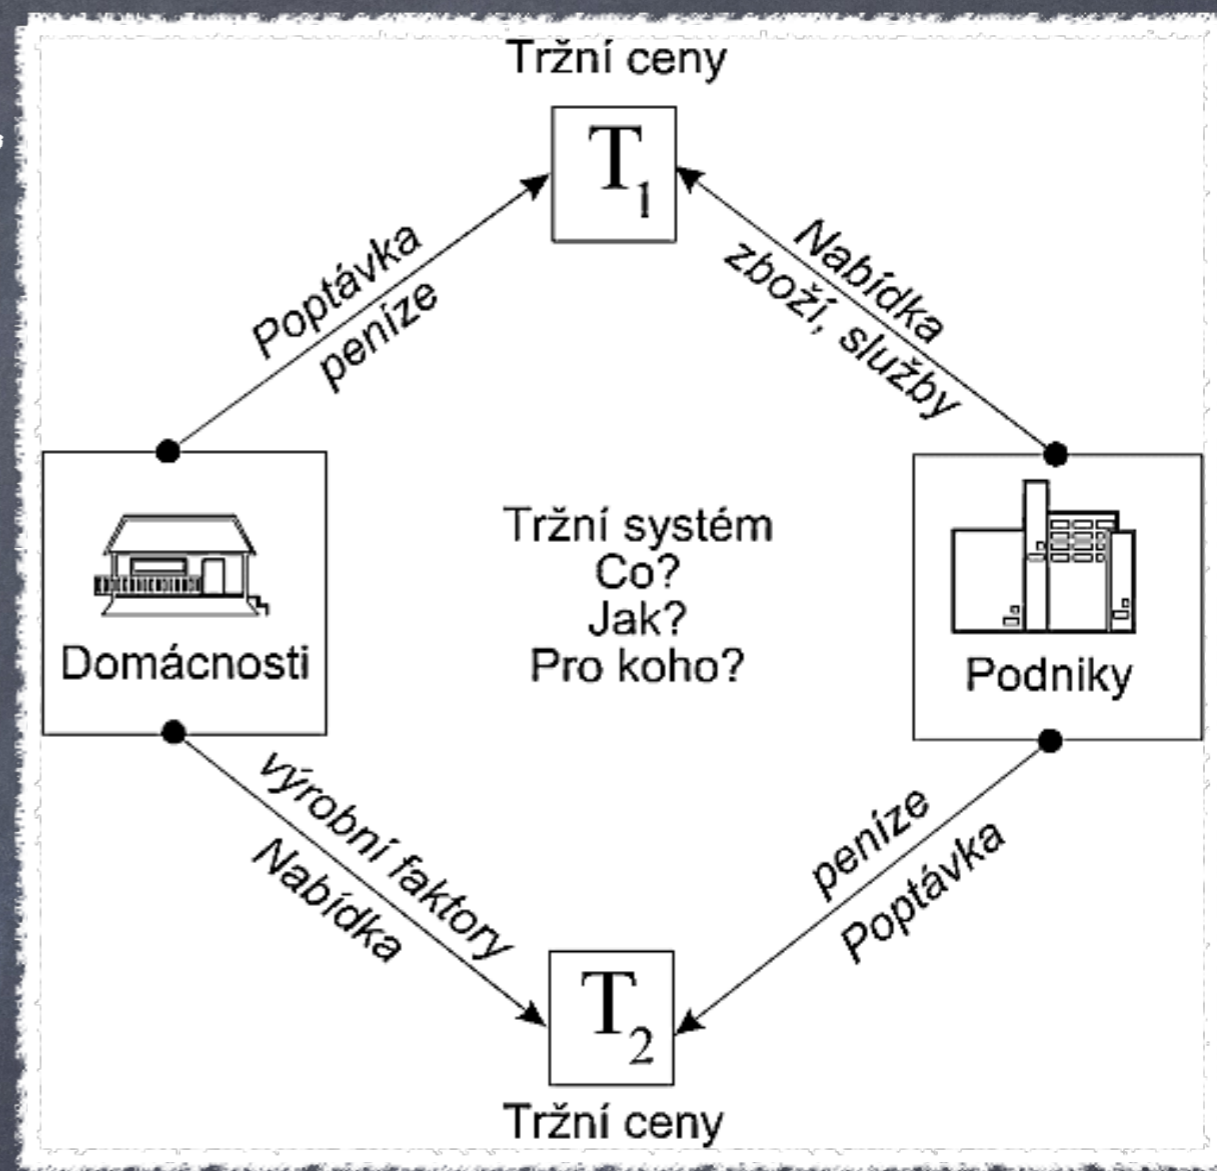 Tržní ceny
T1
Poptávka
peníze
Nabídka
zboží, služby
Tržní systém
Co?
Jak?
Pro koho?
Domácnosti
Podniky
výrobní faktory
Nabídka
peníze
Poptávka
T2
Tržní ceny